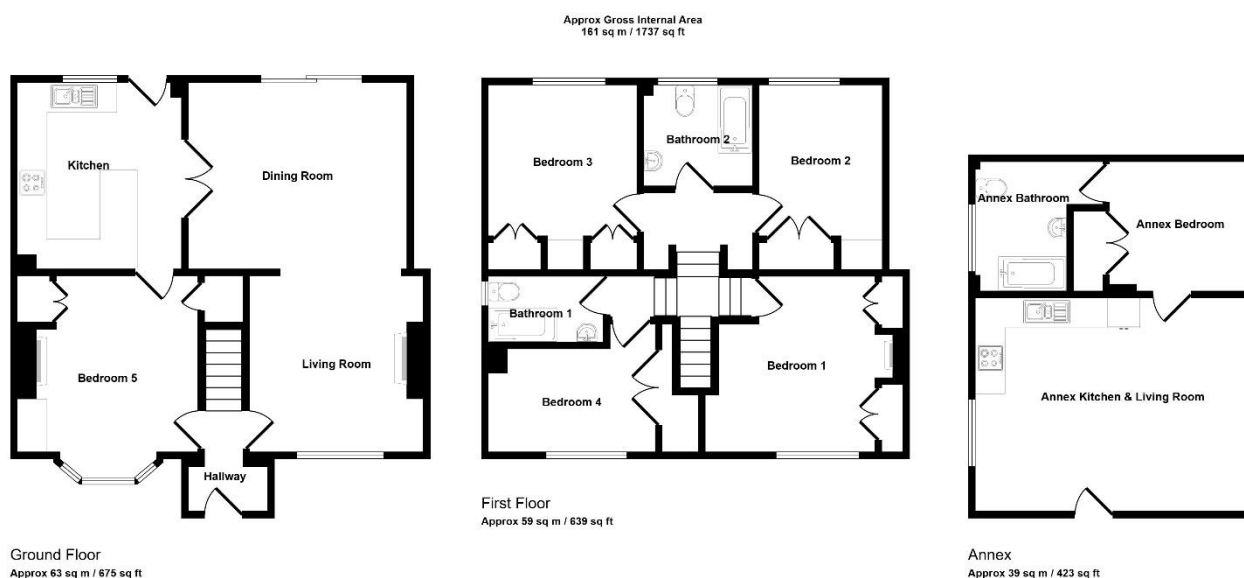 Approx Gross Internal Area
161 sq m / 1737 sq ft
Kitchen
Dining Room
Bedroom 5
Living Room
Hallway
Ground Floor
Approx 63 sq m / 675 sq ft
Bedroom 3
Bathroom 2
Bedroom 2
Bathroom 1
Bedroom 4
Bedroom 1
First Floor
Approx 59 sq m / 639 sq ft
Annex Bathroom
Annex Bedroom
Annex Kitchen & Living Room
Annex
Approx 39 sq m / 423 sq ft